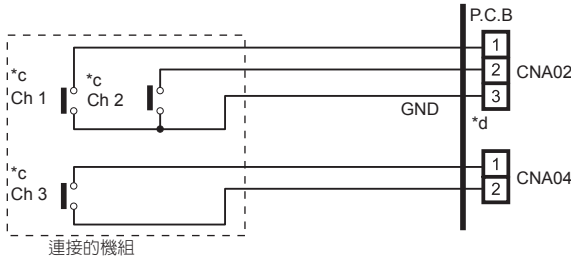 P.C.B
1
*c
Ch 1
*c
Ch 2
2
CNA02
3
GND
*d
1
*c
Ch 3
2
CNA04
連接的機組